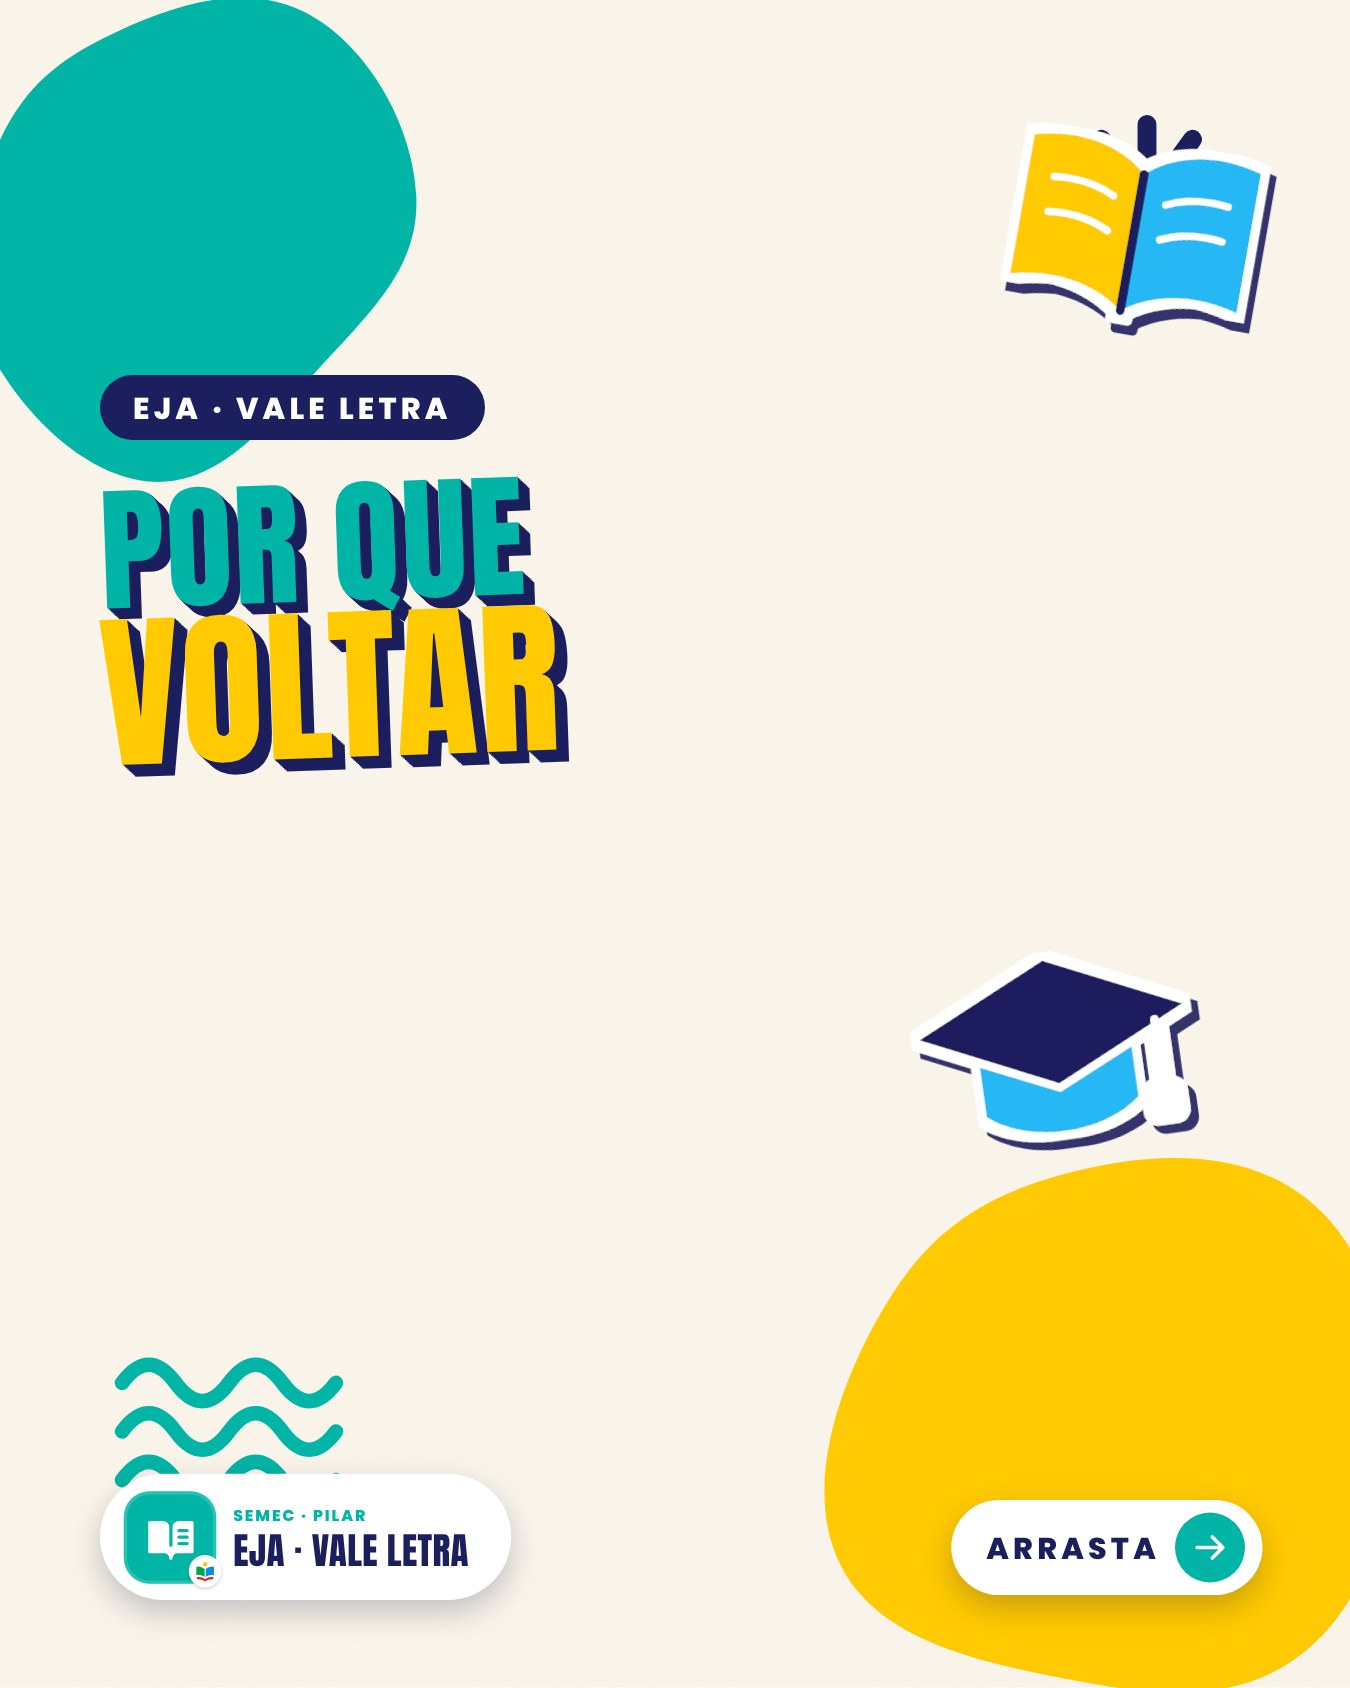 EJA · VALE LETRA
POR QUE
VOLTAR
SEMEC · PILAR
EJA · VALE LETRA
ARRASTA